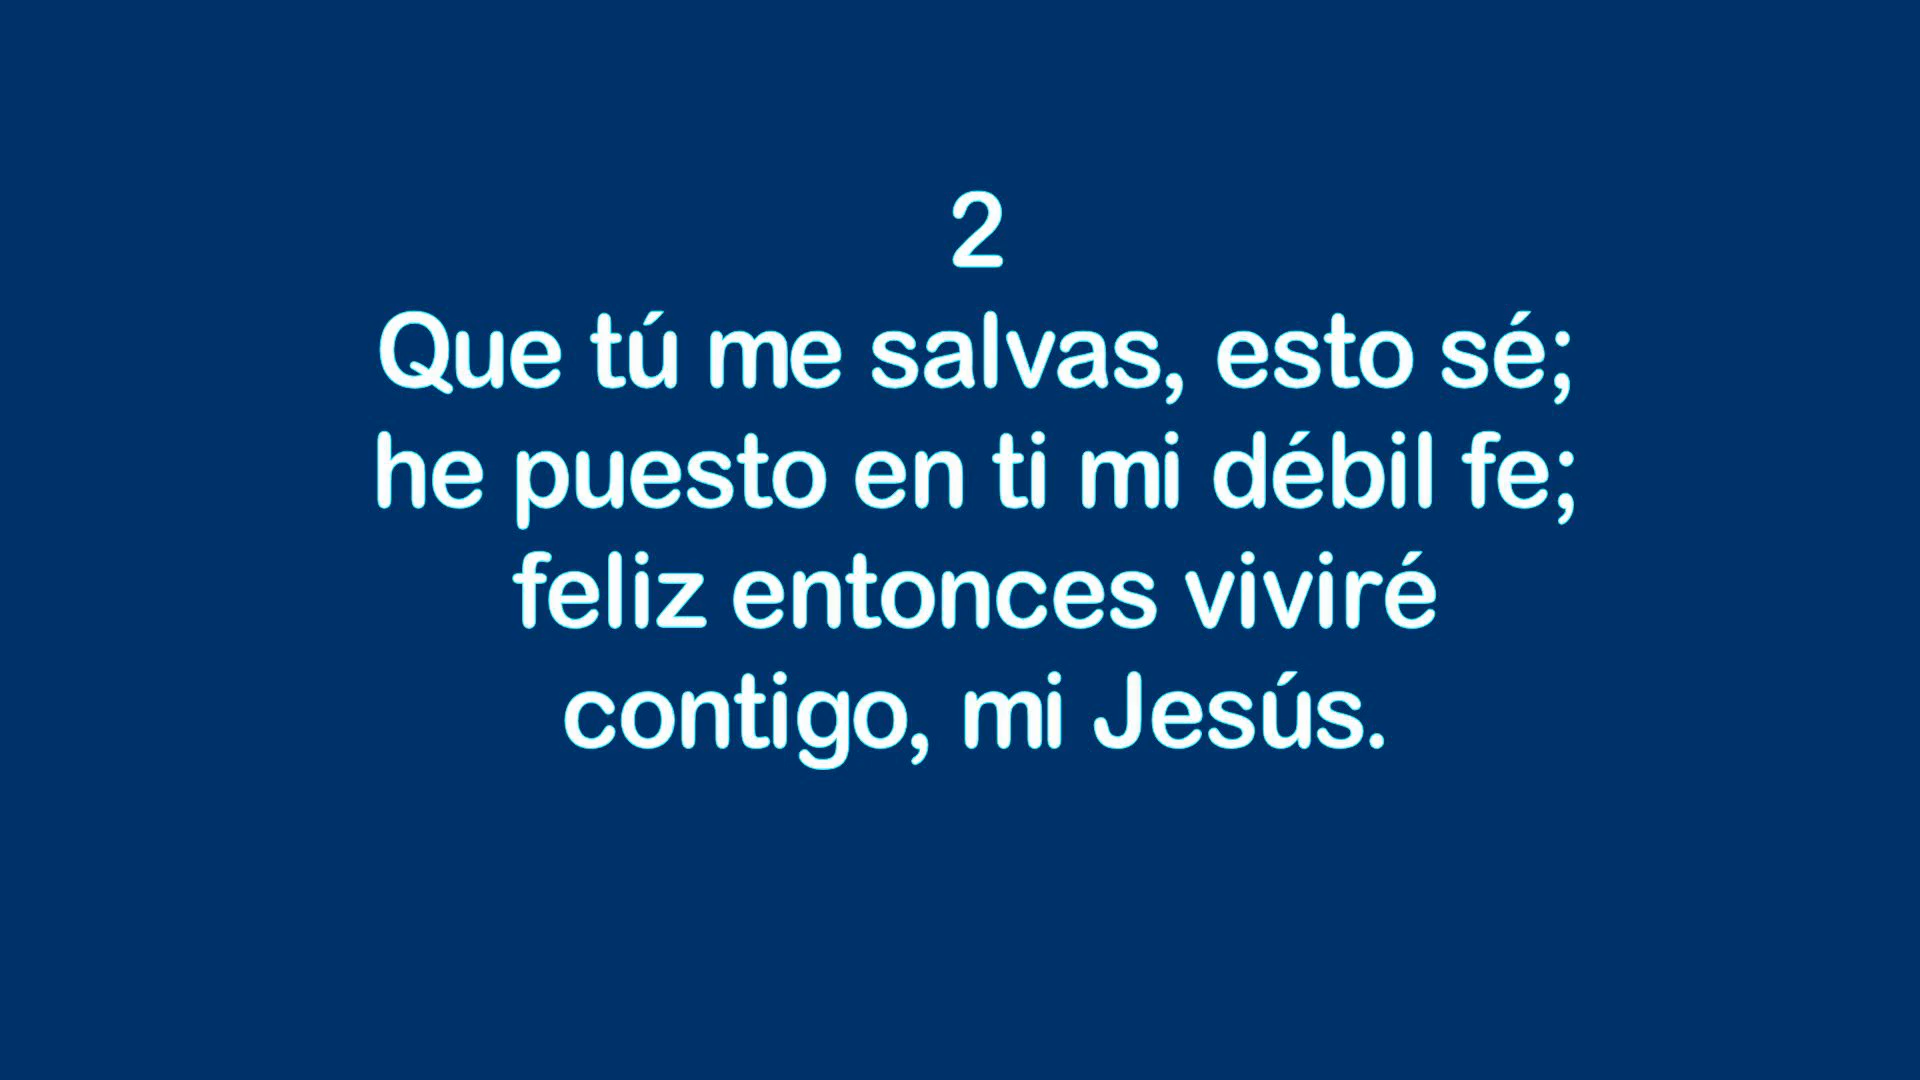 2
Que tú me salvas, esto sé;
he puesto en ti mi débil fe;
feliz entonces viviré
contigo, mi Jesús.